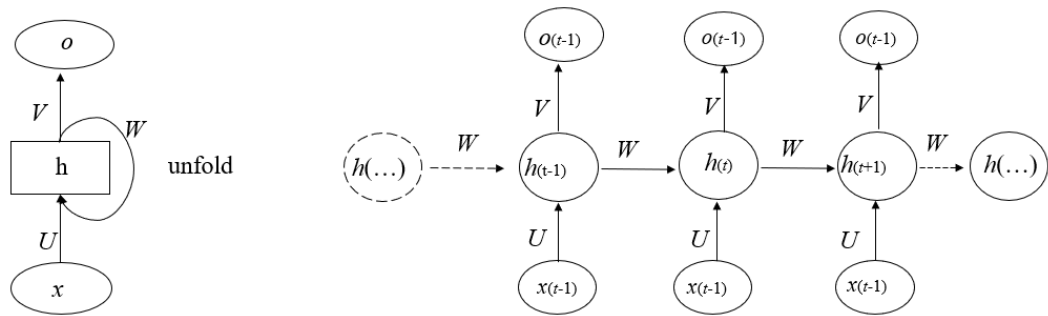 o
V
W
h
unfold
U
x
o(t-1)
o(t-1)
o(t-1)
V
V
V
W
W
W
W
h(…)
h(t-1)
h(t)
h(t+1)
h(…)
U
U
U
x(t-1)
x(t-1)
x(t-1)